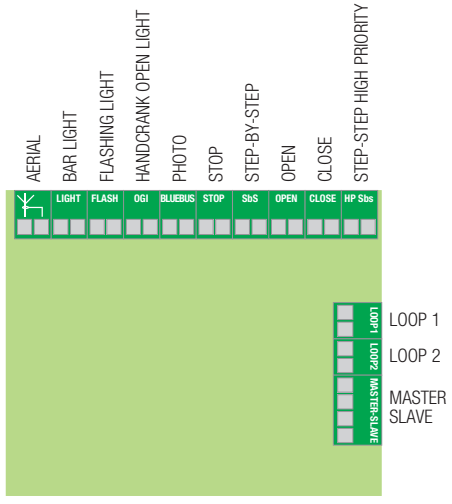 AERIAL
BAR LIGHT
FLASHING LIGHT
HANDCRANK OPEN LIGHT
PHOTO
STOP
STEP-BY-STEP
OPEN
CLOSE
STEP-STEP HIGH PRIORITY
LIGHT
FLASH
OGI
BLUEBUS
STOP
SbS
OPEN
CLOSE
HP Sbs
LOOP1
LOOP 1
LOOP2
LOOP 2
MASTER-SLAVE
MASTER
SLAVE